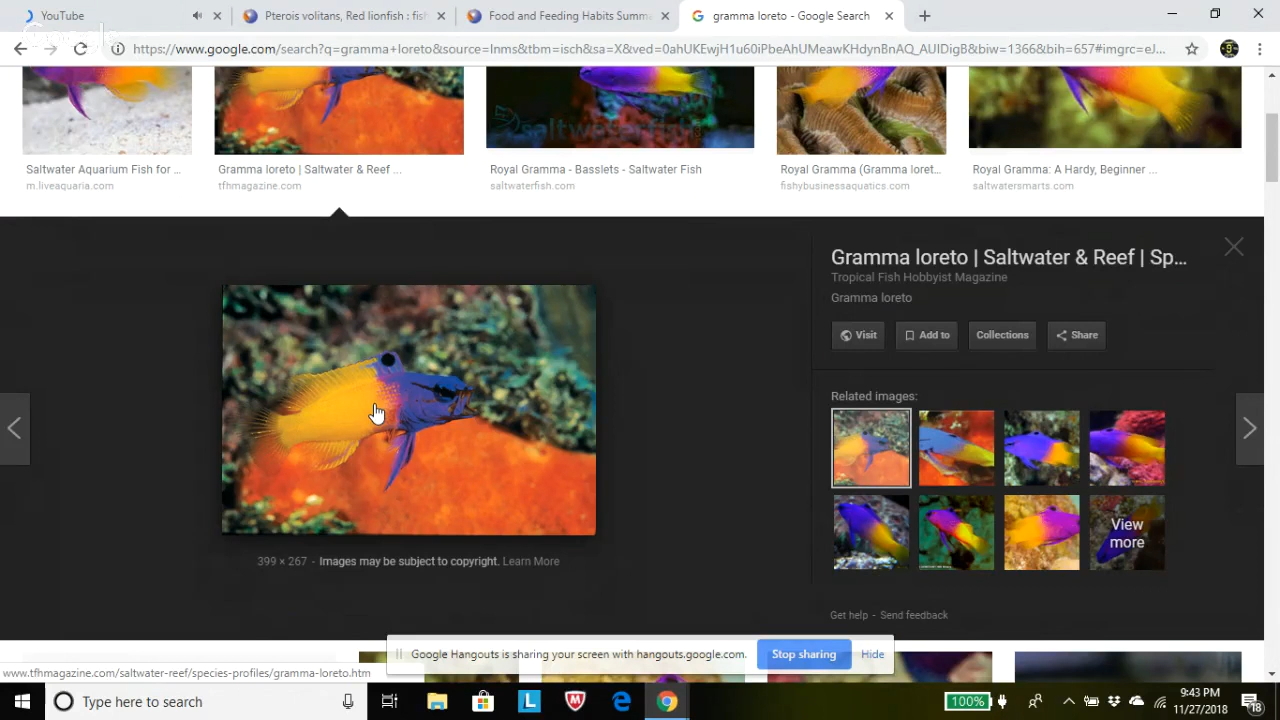 YouTube
Pterois volitans, Red lionfish : fish
Food and Feeding Habits Summ
gramma loreto - Google Search
https://www.google.com/search?q=gramma+loreto&source=lnms&tbm=isch&sa=X&ved=0ahUKEwjH1u60iPbeAhUMeawKHdynBnAQ_AUIDigB&biw=1366&bih=657#imgrc=eJ...
saltwaterfish
Saltwater Aquarium Fish for ...
Gramma loreto | Saltwater & Reef ...
Royal Gramma - Basslets - Saltwater Fish
Royal Gramma (Gramma loret...
Royal Gramma: A Hardy, Beginner ...
m.liveaquaria.com
tfhmagazine.com
saltwaterfish.com
fishybusinessaquatics.com
saltwatersmarts.com
Gramma loreto | Saltwater & Reef | Sp...
Tropical Fish Hobbyist Magazine
Gramma loreto
Visit
Add to
Collections
Share
Related images:
View
more
399 × 267 - Images may be subject to copyright. Learn More
Get help - Send feedback
Google Hangouts is sharing your screen with hangouts.google.com.
Stop sharing
Hide
www.tfhmagazine.com/saltwater-reef/species-profiles/gramma-loreto.htm
Type here to search
L
100%
9:43 PM
11/27/2018
18